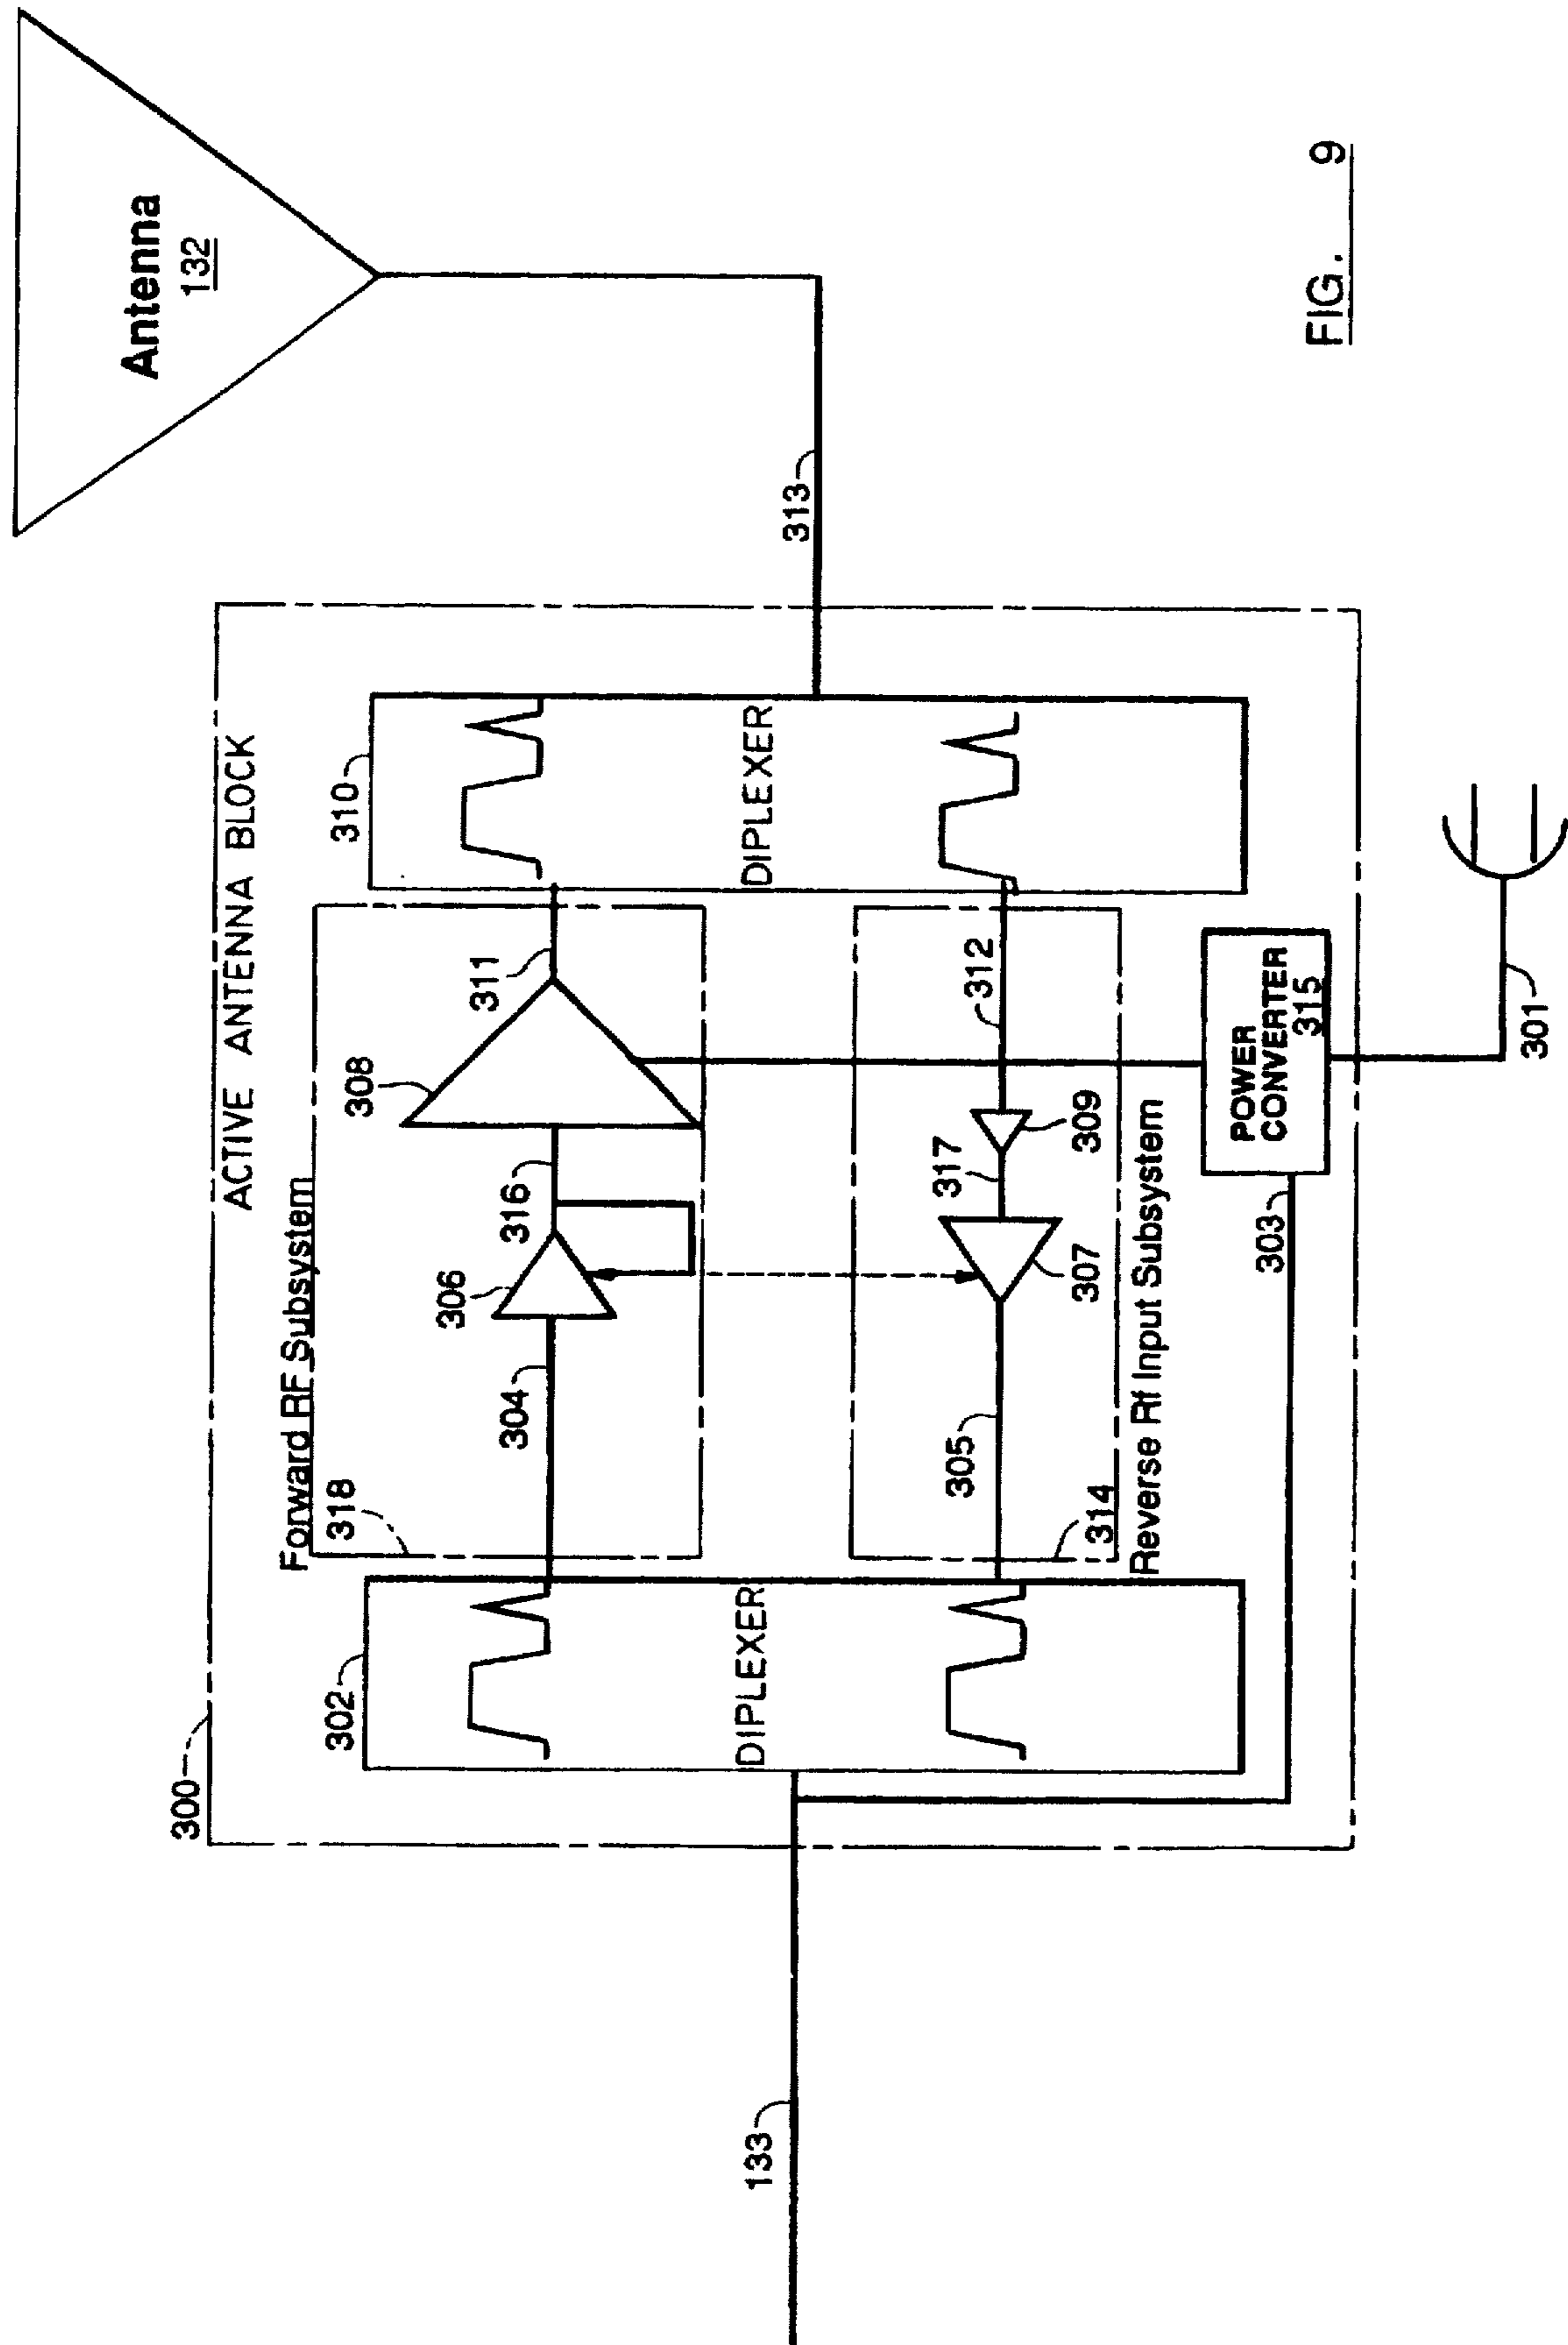 Antenna
132
313
ACTIVE ANTENNA BLOCK
300
310
DIPLEXER
Forward RF Subsystem
318
308
311
316
306
304
302
DIPLEXER
133
312
309
317
307
305
314
Reverse Rf Input Subsystem
POWER
CONVERTER
315
303
301
FIG. 9